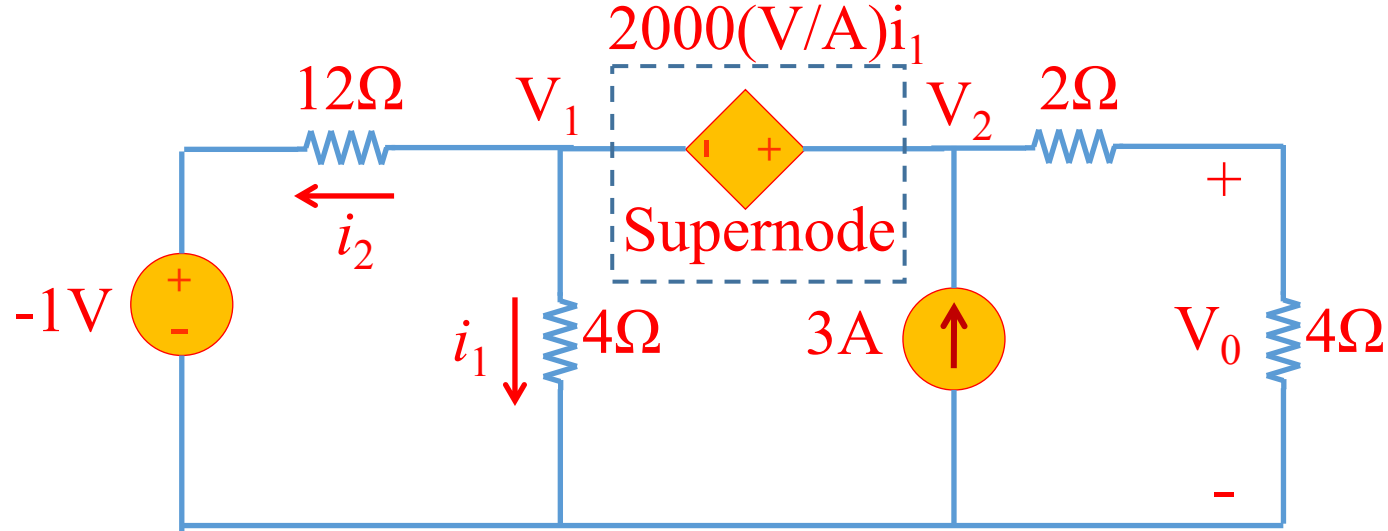 2000(V/A)i₁
12Ω
V₁
- +
V₂
2Ω
+
i₂
Supernode
+
-
-1V
i₁
4Ω
3A
V₀
4Ω
-